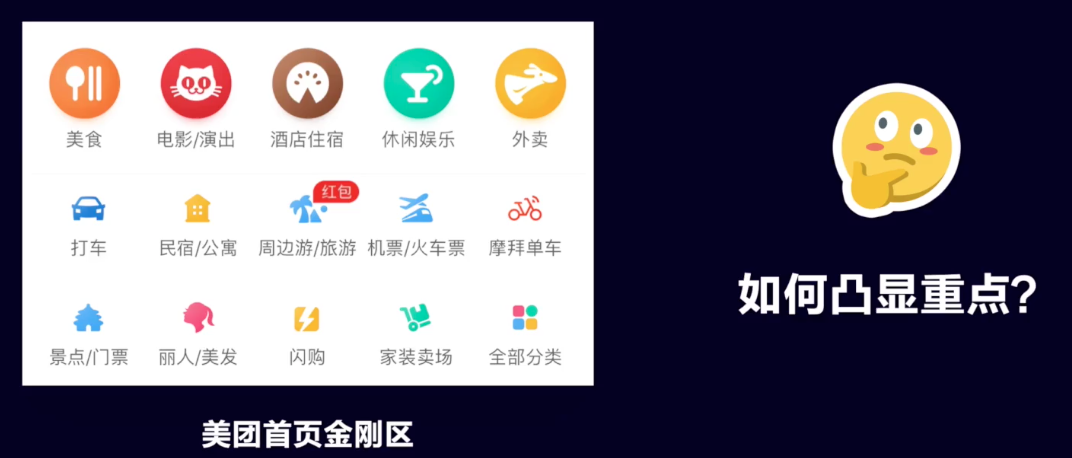 美食 电影/演出 酒店住宿 休闲娱乐 外卖
红包
打车 民宿/公寓 周边游/旅游 机票/火车票 摩拜单车
景点/门票 丽人/美发 闪购 家装卖场 全部分类
美团首页金刚区
如何凸显重点?